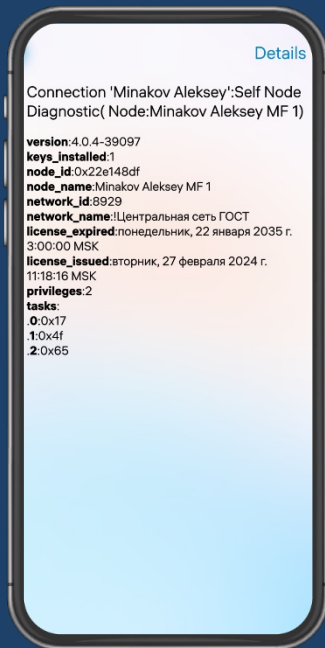 Details
Connection 'Minakov Aleksey':Self Node
Diagnostic( Node:Minakov Aleksey MF 1)
version:4.0.4-39097
keys_installed:1
node_id:0x22e148df
node_name:Minakov Aleksey MF 1
network_id:8929
network_name:!Центральная сеть ГОСТ
license_expired:понедельник, 22 января 2035 г.
3:00:00 MSK
license_issued:вторник, 27 февраля 2024 г.
11:18:16 MSK
privileges:2
tasks:
.0:0x17
.1:0x4f
.2:0x65